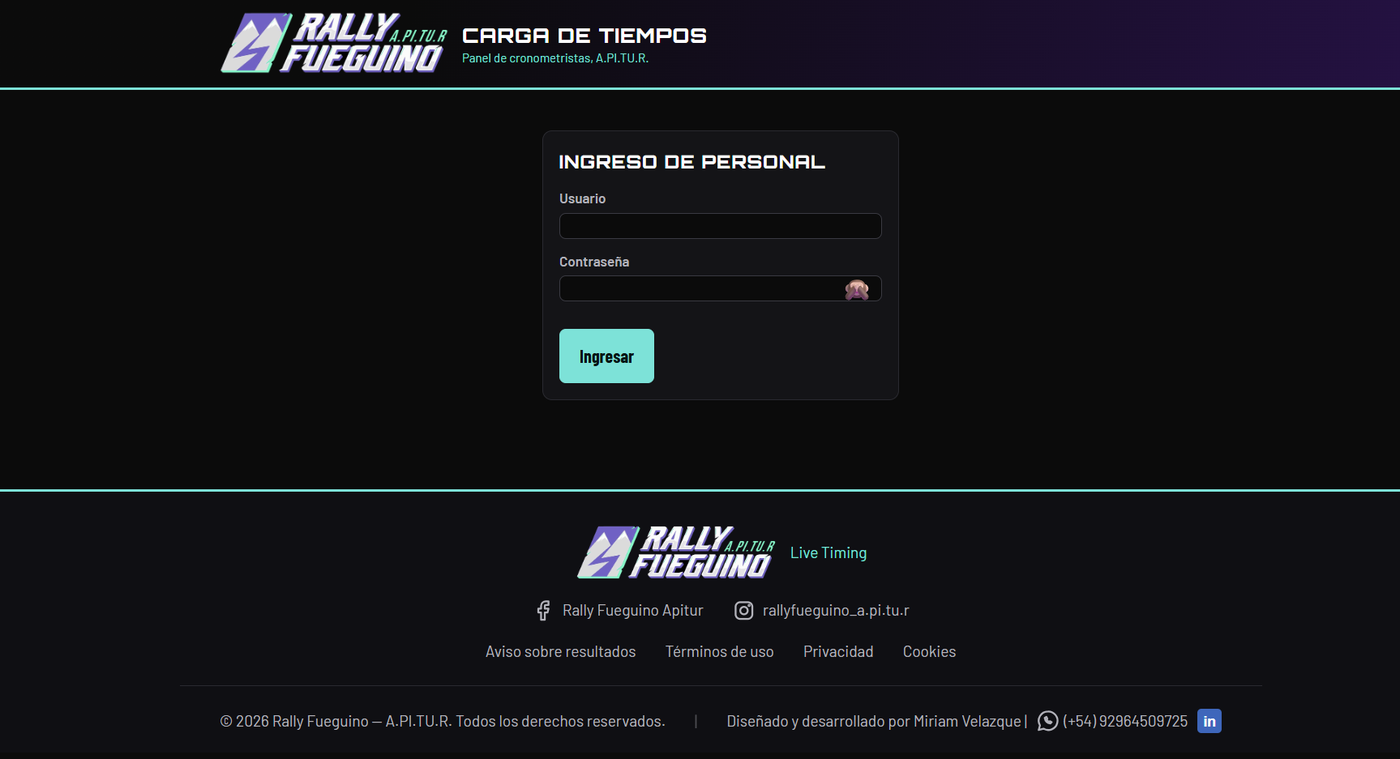 RALLY A.PI.TU.R
FUEGUINO
CARGA DE TIEMPOS
Panel de cronometristas, A.PI.TU.R.
INGRESO DE PERSONAL
Usuario
Contraseña
Ingresar
RALLY A.PI.TU.R
FUEGUINO
Live Timing
Rally Fueguino Apitur rallyfueguino_a.pi.tu.r
Aviso sobre resultados Términos de uso Privacidad Cookies
© 2026 Rally Fueguino — A.PI.TU.R. Todos los derechos reservados. | Diseñado y desarrollado por Miriam Velazque | (+54) 92964509725 in